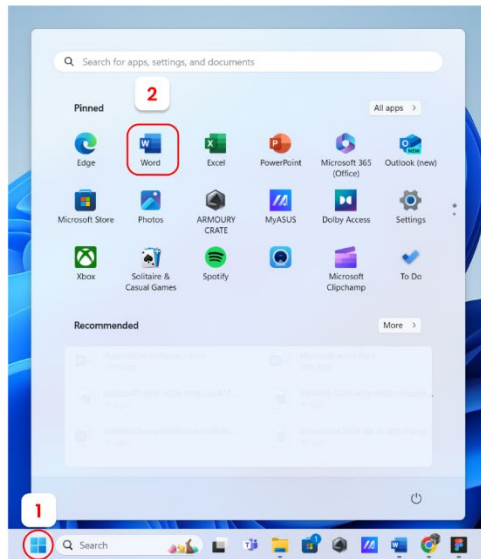 Search for apps, settings, and documents
2
Pinned
All apps >
Edge
Word
Excel
PowerPoint
Microsoft 365
(Office)
Outlook (new)
NEW
Microsoft Store
Photos
ARMOURY
CRATE
MyASUS
Dolby Access
Settings
Xbox
Solitaire &
Casual Games
Spotify
Microsoft
Clipchamp
To Do
Recommended
More >
1
Search